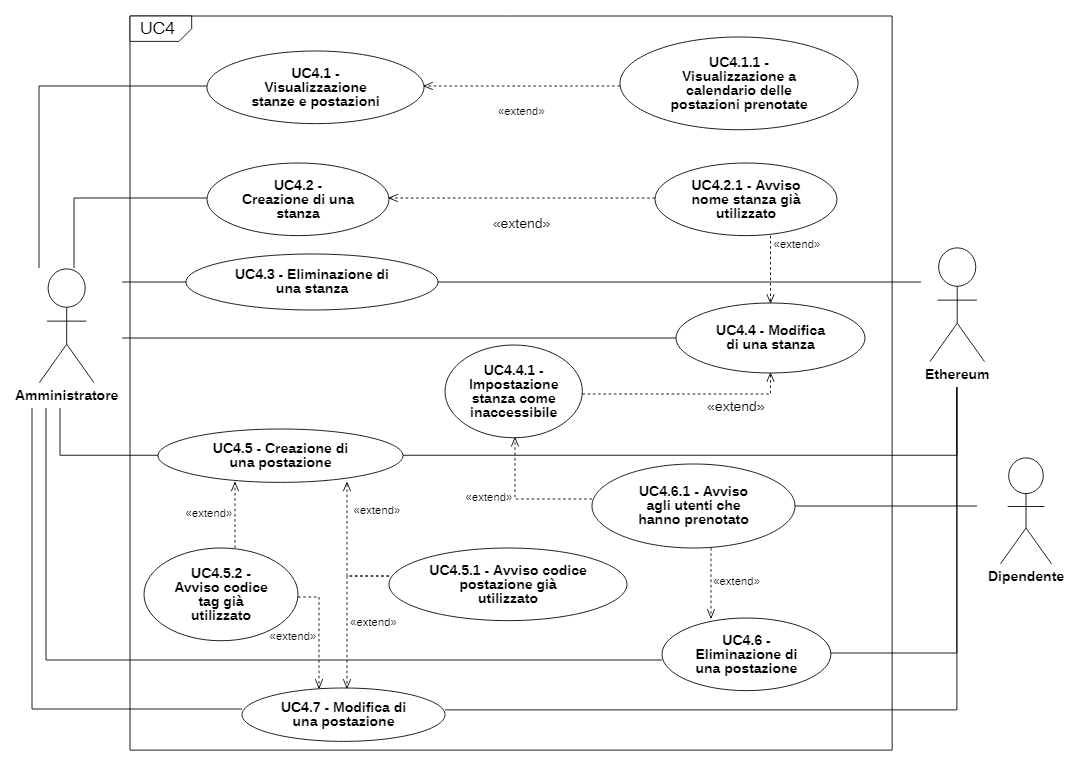 UC4
UC4.1 -
Visualizzazione
stanze e postazioni
«extend»
UC4.1.1 -
Visualizzazione a
calendario delle
postazioni prenotate
UC4.2 -
Creazione di una
stanza
«extend»
UC4.2.1 - Avviso
nome stanza già
utilizzato
«extend»
UC4.3 - Eliminazione di
una stanza
UC4.4 - Modifica
di una stanza
Amministratore
Ethereum
UC4.4.1 -
Impostazione
stanza come
inaccessibile
«extend»
UC4.5 - Creazione di
una postazione
«extend»
«extend»
«extend»
UC4.6.1 - Avviso
agli utenti che
hanno prenotato
Dipendente
UC4.5.2 -
Avviso codice
tag già
utilizzato
UC4.5.1 - Avviso codice
postazione già
utilizzato
«extend»
«extend»
«extend»
UC4.6 -
Eliminazione di
una postazione
UC4.7 - Modifica di
una postazione